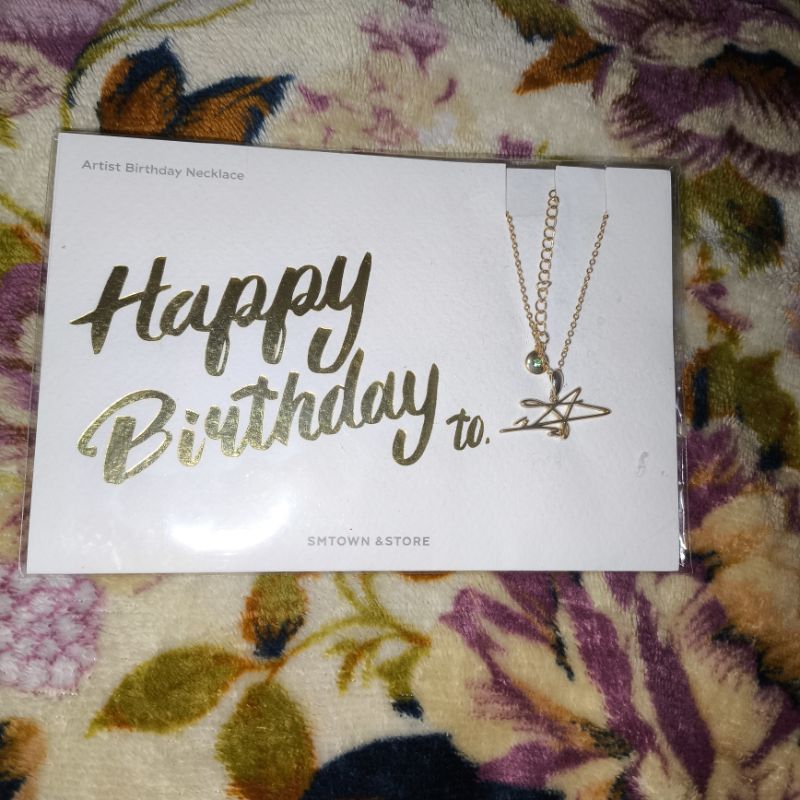 Artist Birthday Necklace
Happy
Birthday to.
SMTOWN &STORE